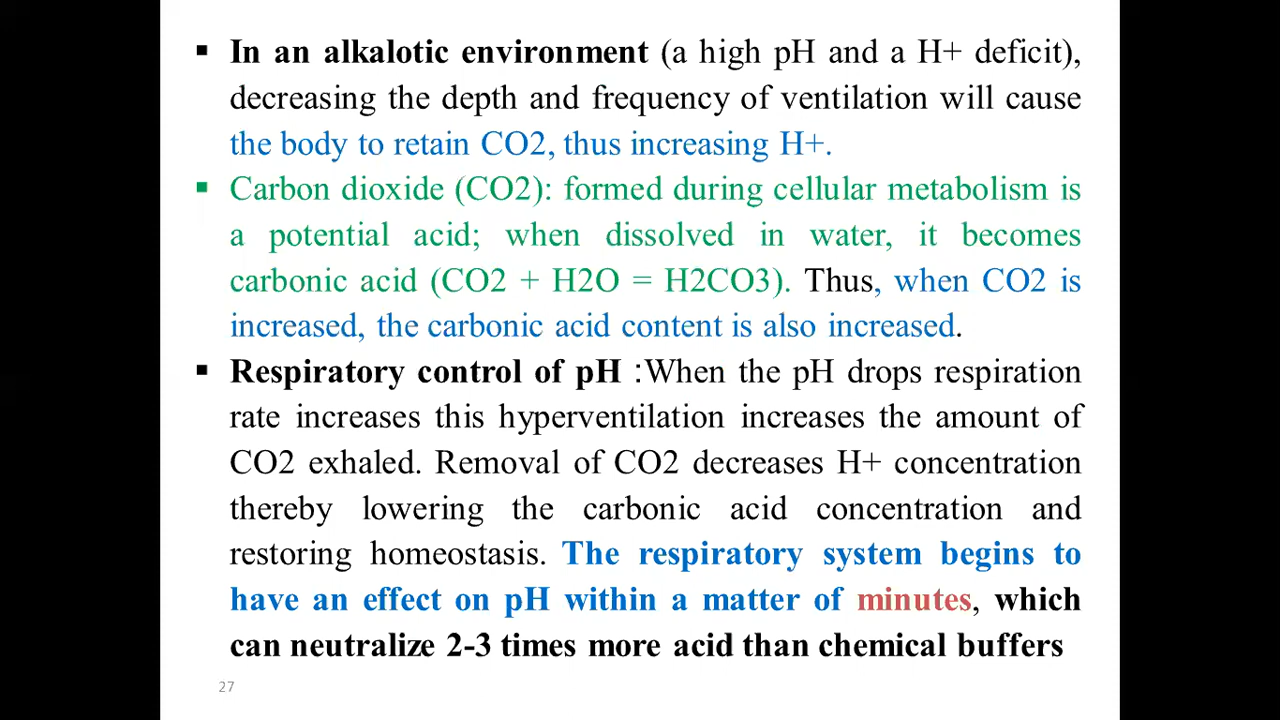 ▪ In an alkalotic environment (a high pH and a H+ deficit),
decreasing the depth and frequency of ventilation will cause
the body to retain CO2, thus increasing H+.
▪ Carbon dioxide (CO2): formed during cellular metabolism is
a potential acid; when dissolved in water, it becomes
carbonic acid (CO2 + H2O = H2CO3). Thus, when CO2 is
increased, the carbonic acid content is also increased.
▪ Respiratory control of pH :When the pH drops respiration
rate increases this hyperventilation increases the amount of
CO2 exhaled. Removal of CO2 decreases H+ concentration
thereby lowering the carbonic acid concentration and
restoring homeostasis. The respiratory system begins to
have an effect on pH within a matter of minutes, which
can neutralize 2-3 times more acid than chemical buffers
27